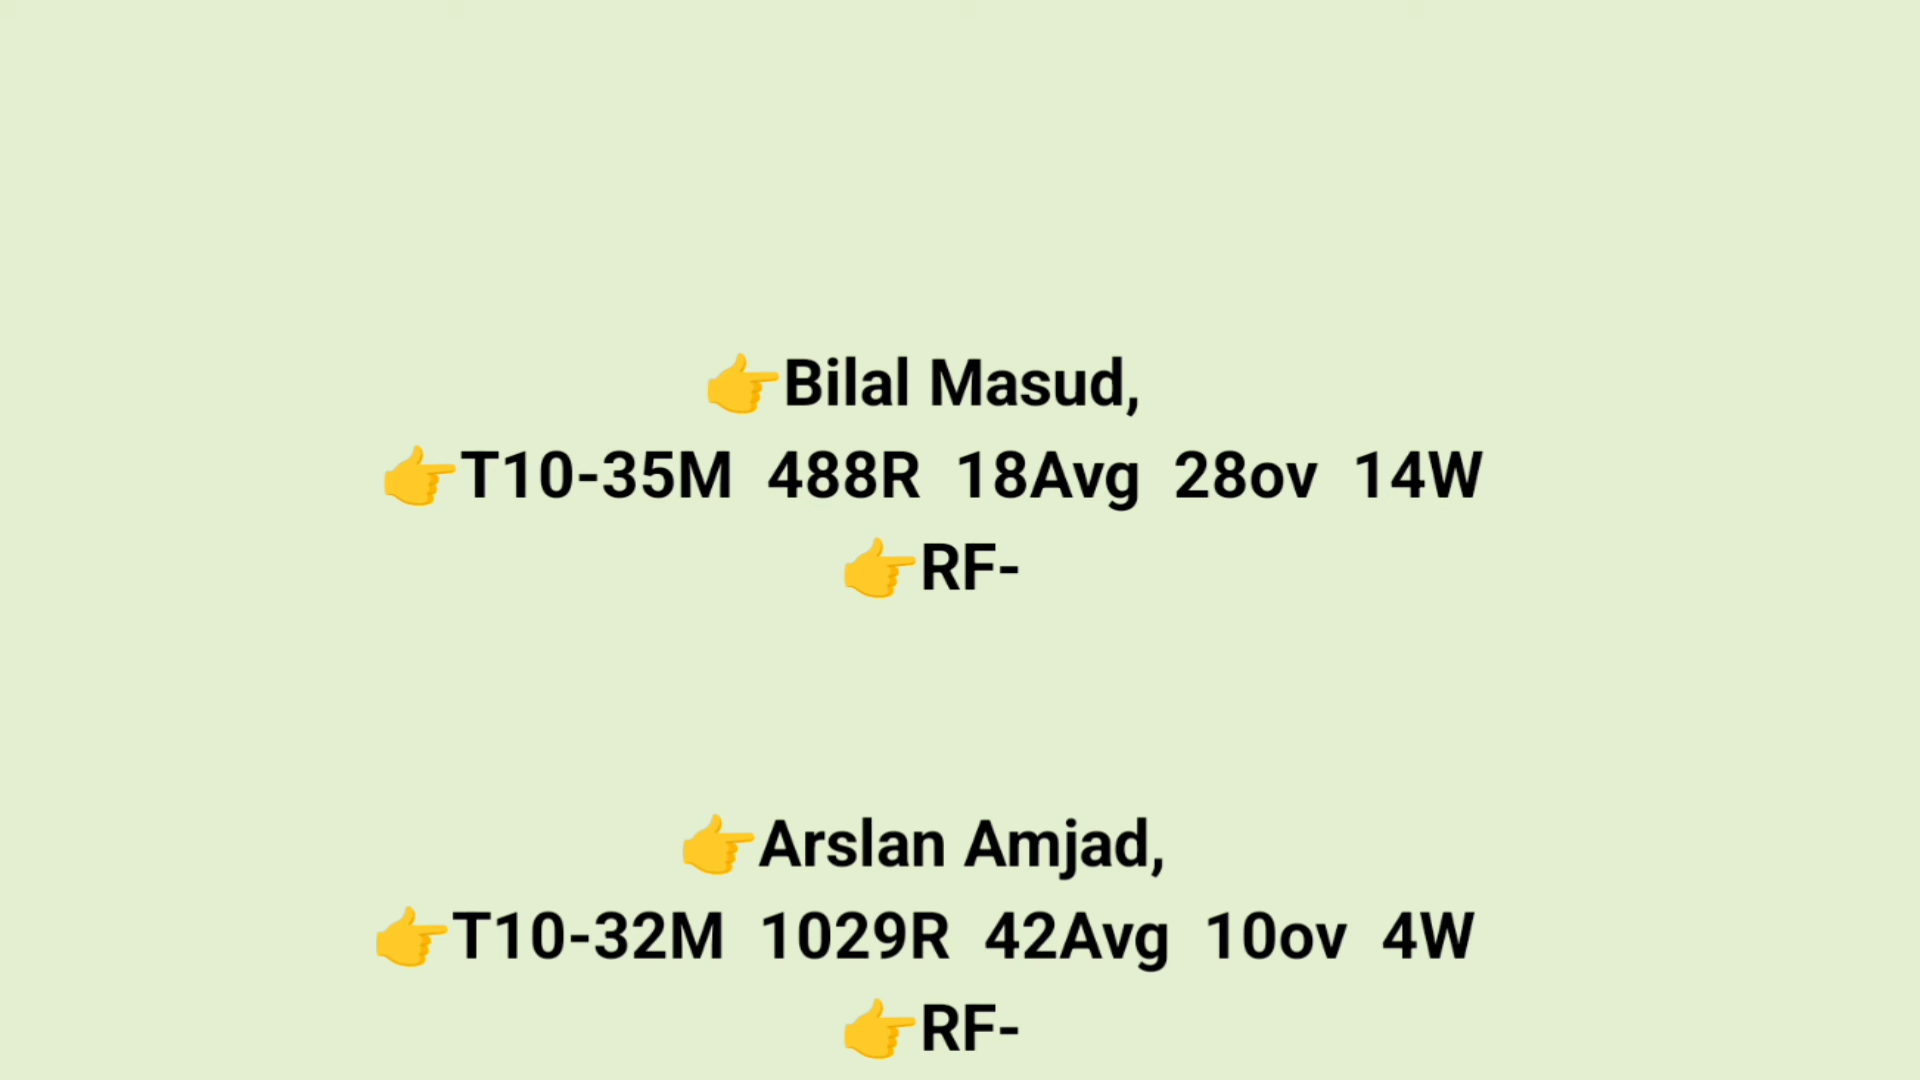 👉Bilal Masud,
👉T10-35M 488R 18Avg 28ov 14W
👉RF-
👉Arslan Amjad,
👉T10-32M 1029R 42Avg 10ov 4W
👉RF-